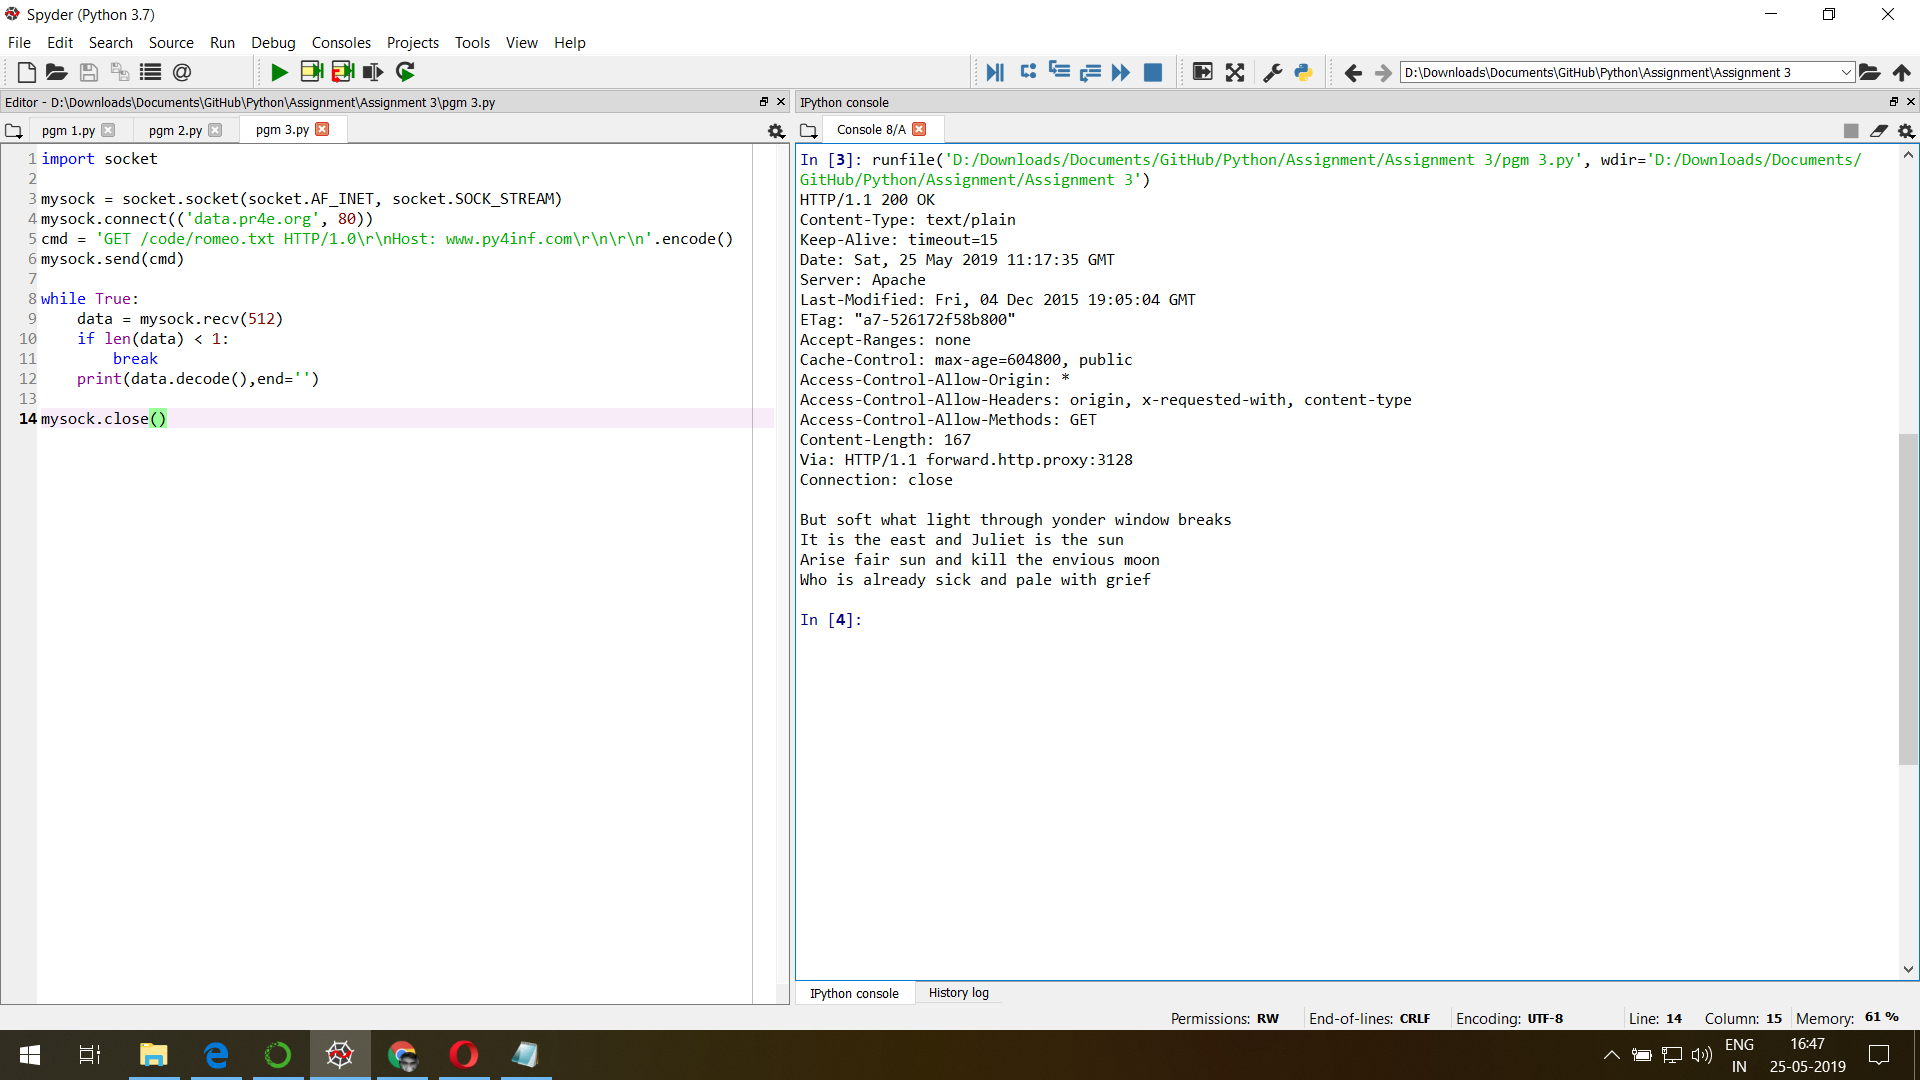 Spyder (Python 3.7)
File Edit Search Source Run Debug Consoles Projects Tools View Help
D:\Downloads\Documents\GitHub\Python\Assignment\Assignment 3
Editor - D:\Downloads\Documents\GitHub\Python\Assignment\Assignment 3\pgm 3.py
pgm 1.py pgm 2.py pgm 3.py
1 import socket
2
3 mysock = socket.socket(socket.AF_INET, socket.SOCK_STREAM)
4 mysock.connect(('data.pr4e.org', 80))
5 cmd = 'GET /code/romeo.txt HTTP/1.0\r\nHost: www.py4inf.com\r\n\r\n'.encode()
6 mysock.send(cmd)
7
8 while True:
9     data = mysock.recv(512)
10     if len(data) < 1:
11         break
12     print(data.decode(),end='')
13
14 mysock.close()
IPython console
Console 8/A
In [3]: runfile('D:/Downloads/Documents/GitHub/Python/Assignment/Assignment 3/pgm 3.py', wdir='D:/Downloads/Documents/
GitHub/Python/Assignment/Assignment 3')
HTTP/1.1 200 OK
Content-Type: text/plain
Keep-Alive: timeout=15
Date: Sat, 25 May 2019 11:17:35 GMT
Server: Apache
Last-Modified: Fri, 04 Dec 2015 19:05:04 GMT
ETag: "a7-526172f58b800"
Accept-Ranges: none
Cache-Control: max-age=604800, public
Access-Control-Allow-Origin: *
Access-Control-Allow-Headers: origin, x-requested-with, content-type
Access-Control-Allow-Methods: GET
Content-Length: 167
Via: HTTP/1.1 forward.http.proxy:3128
Connection: close

But soft what light through yonder window breaks
It is the east and Juliet is the sun
Arise fair sun and kill the envious moon
Who is already sick and pale with grief

In [4]:
IPython console History log
Permissions: RW End-of-lines: CRLF Encoding: UTF-8 Line: 14 Column: 15 Memory: 61 %
ENG
IN
16:47
25-05-2019